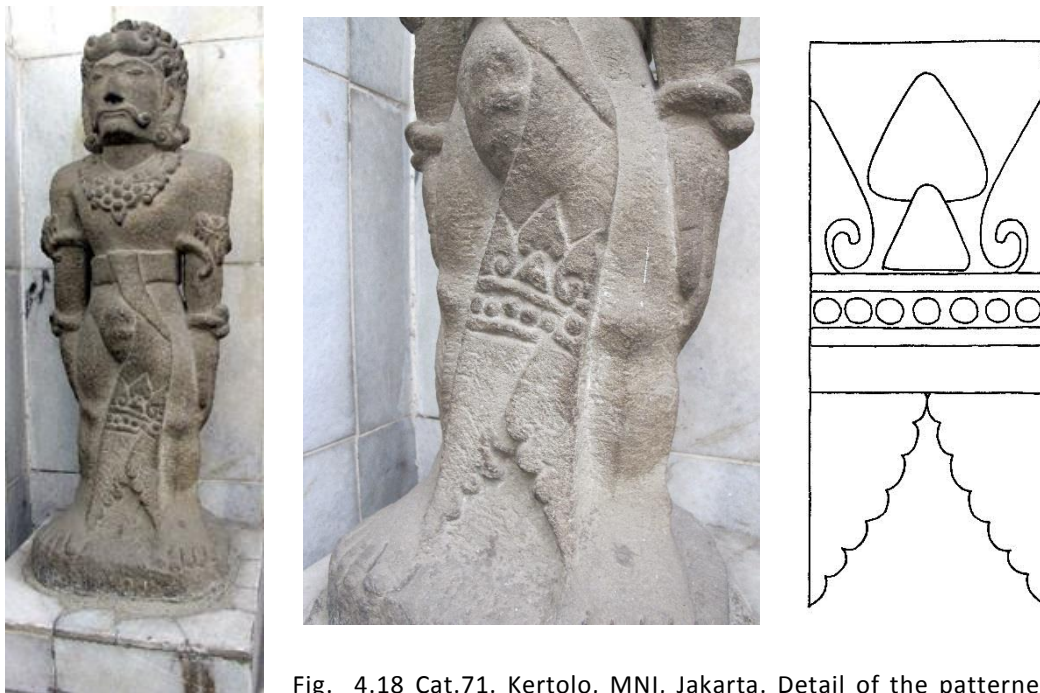 Fig. 4.18 Cat.71. Kertolo. MNI. Jakarta. Detail of the patterne